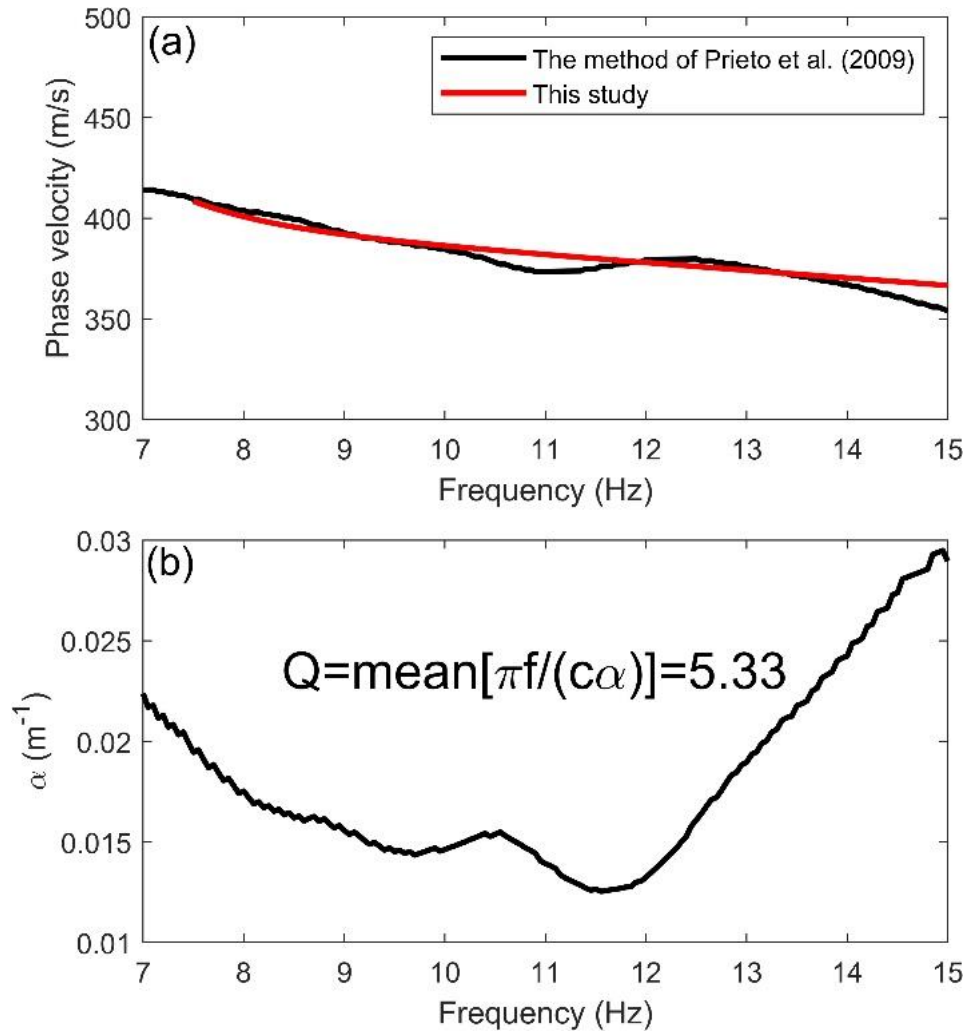 (a)
The method of Prieto et al. (2009)
This study
500
450
400
350
300
Phase velocity (m/s)
7 8 9 10 11 12 13 14 15
Frequency (Hz)
(b)
Q=mean[πf/(cα)]=5.33
0.03
0.025
0.02
0.015
0.01
α (m⁻¹)
7 8 9 10 11 12 13 14 15
Frequency (Hz)